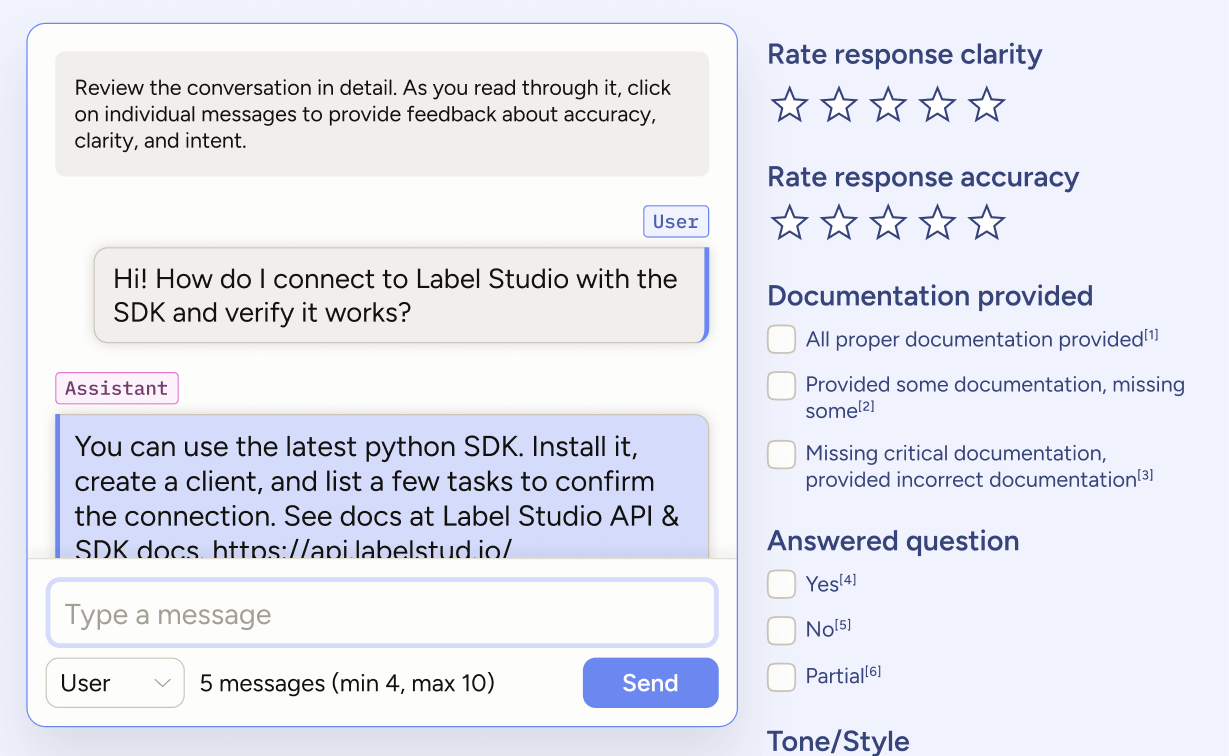 Review the conversation in detail. As you read through it, click
on individual messages to provide feedback about accuracy,
clarity, and intent.
User
Hi! How do I connect to Label Studio with the
SDK and verify it works?
Assistant
You can use the latest python SDK. Install it,
create a client, and list a few tasks to confirm
the connection. See docs at Label Studio API &
SDK docs. https://api.labelstud.io/
Type a message
User
5 messages (min 4, max 10)
Send
Rate response clarity
Rate response accuracy
Documentation provided
All proper documentation provided[1]
Provided some documentation, missing
some[2]
Missing critical documentation,
provided incorrect documentation[3]
Answered question
Yes[4]
No[5]
Partial[6]
Tone/Style